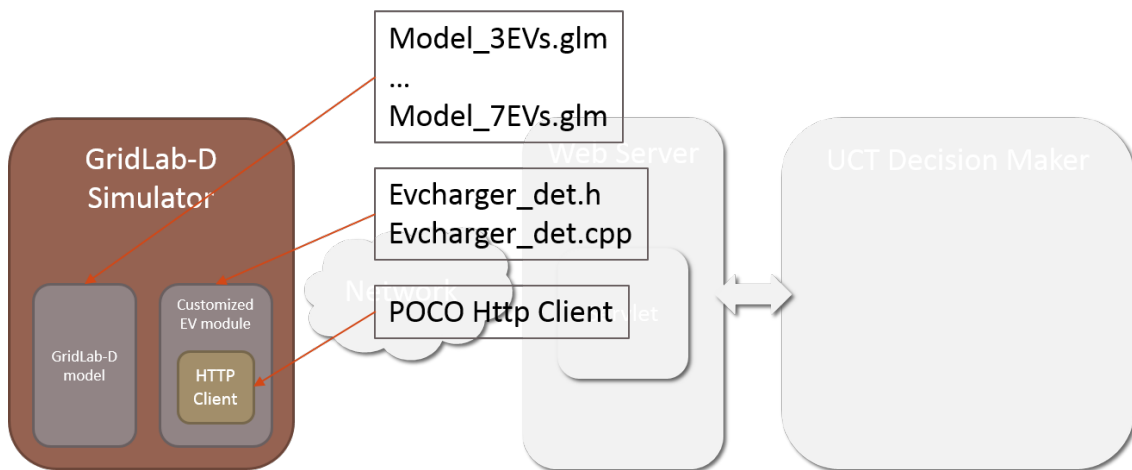 Model_3EVs.glm
...
Model_7EVs.glm
GridLab-D
Simulator
Web Server
UCT Decision Maker
Evcharger_det.h
Evcharger_det.cpp
Network
Customized
EV module
POCO Http Client
GridLab-D
model
HTTP
Client